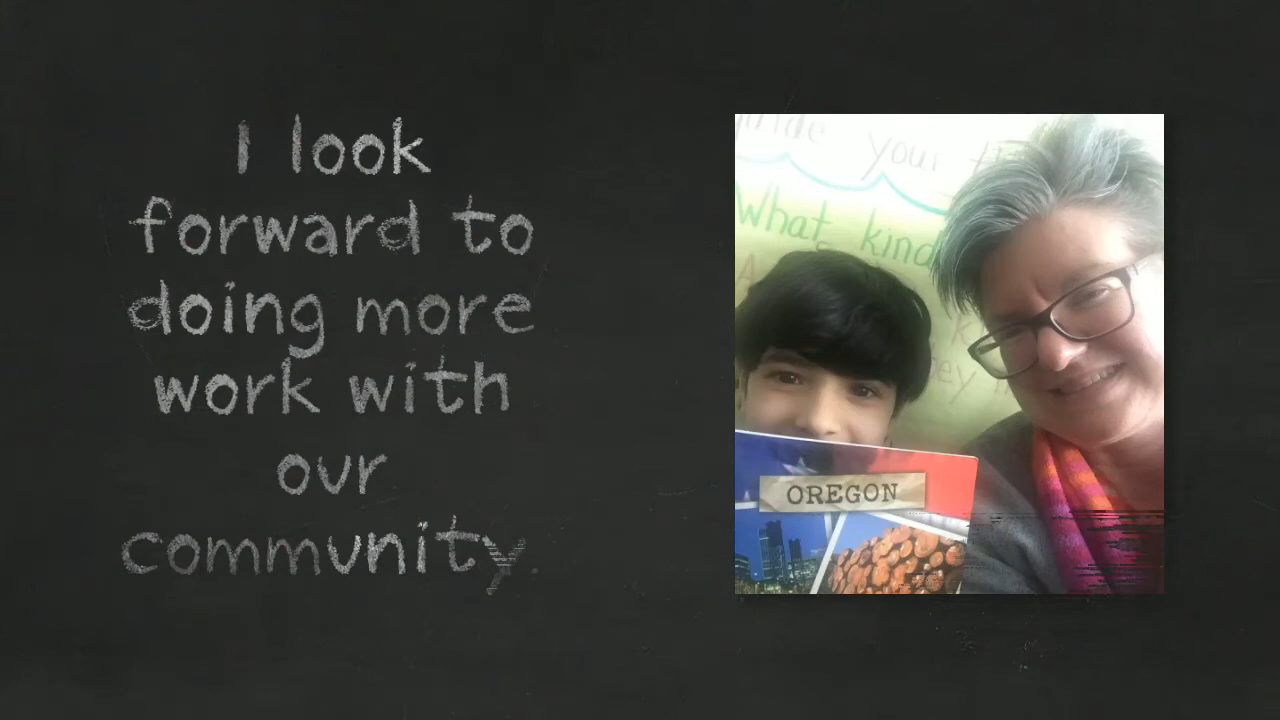 I look
forward to
doing more
work with
our
community.
your
What kind
OREGON